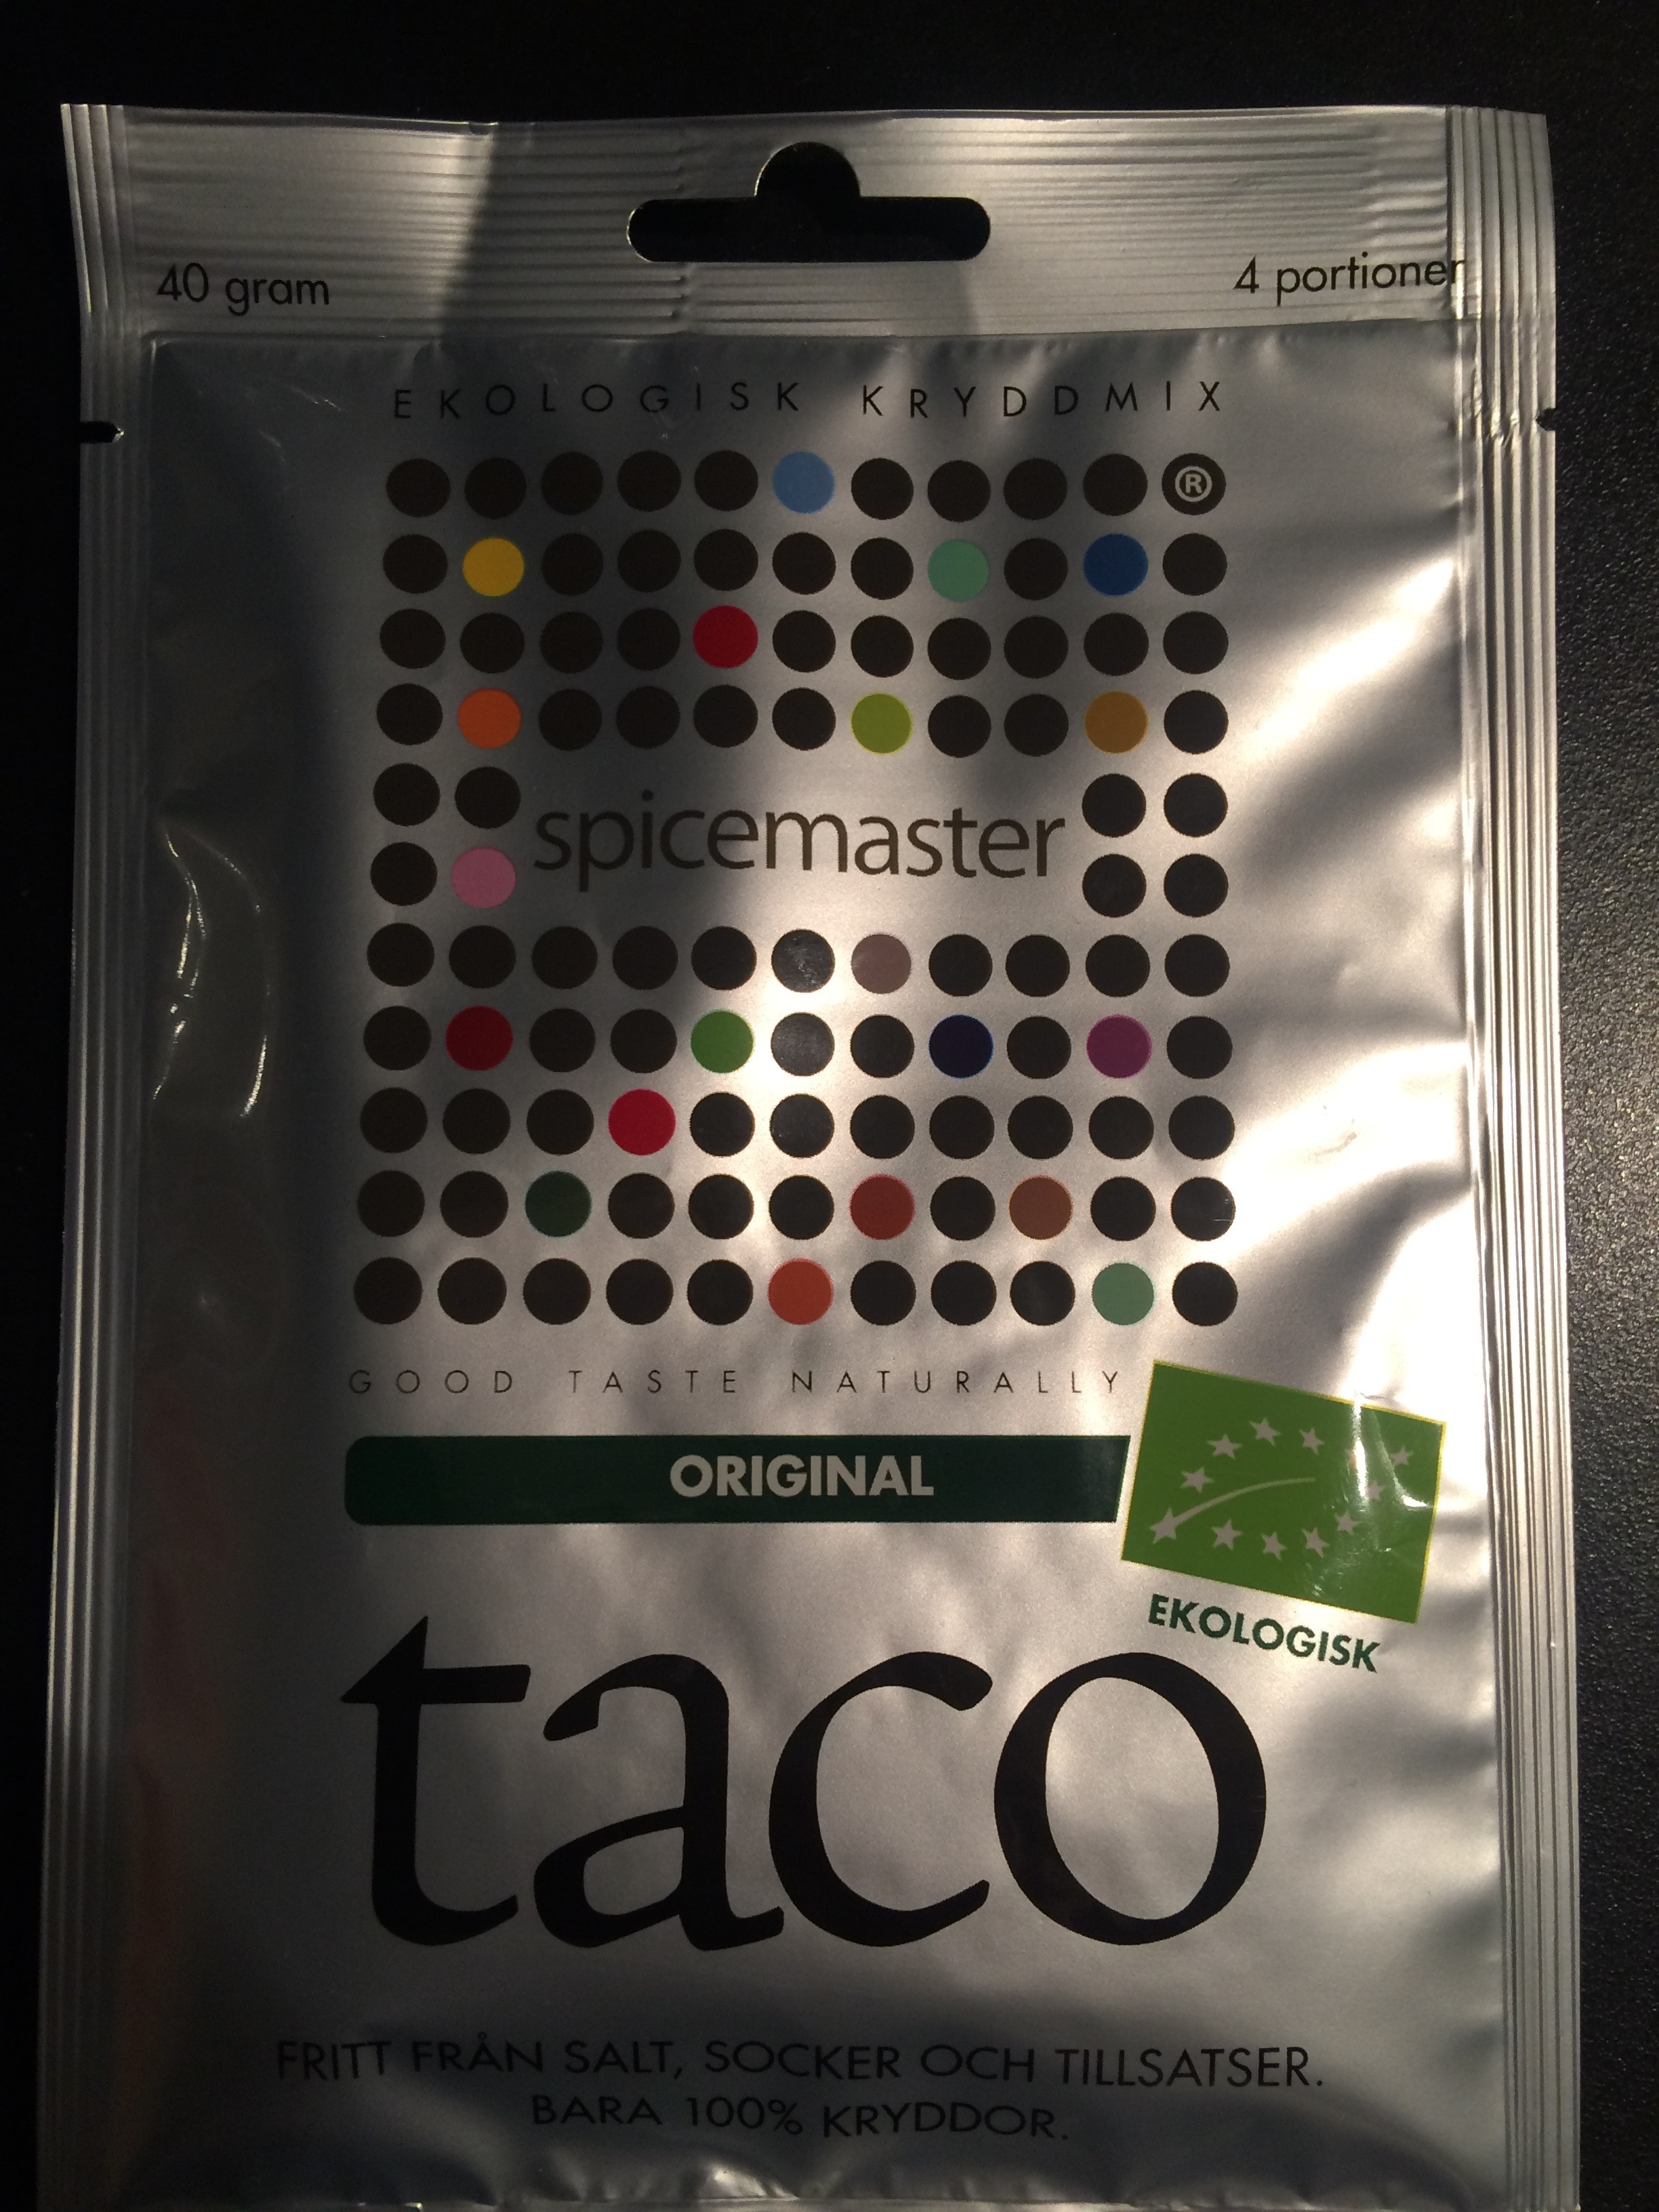 40 gram
4 portioner
EKOLOGISK KRYDDMIX
®
spicemaster
GOOD TASTE NATURALLY
ORIGINAL
EKOLOGISK
taco
FRITT FRÅN SALT, SOCKER OCH TILLSATSER.
BARA 100% KRYDDOR.